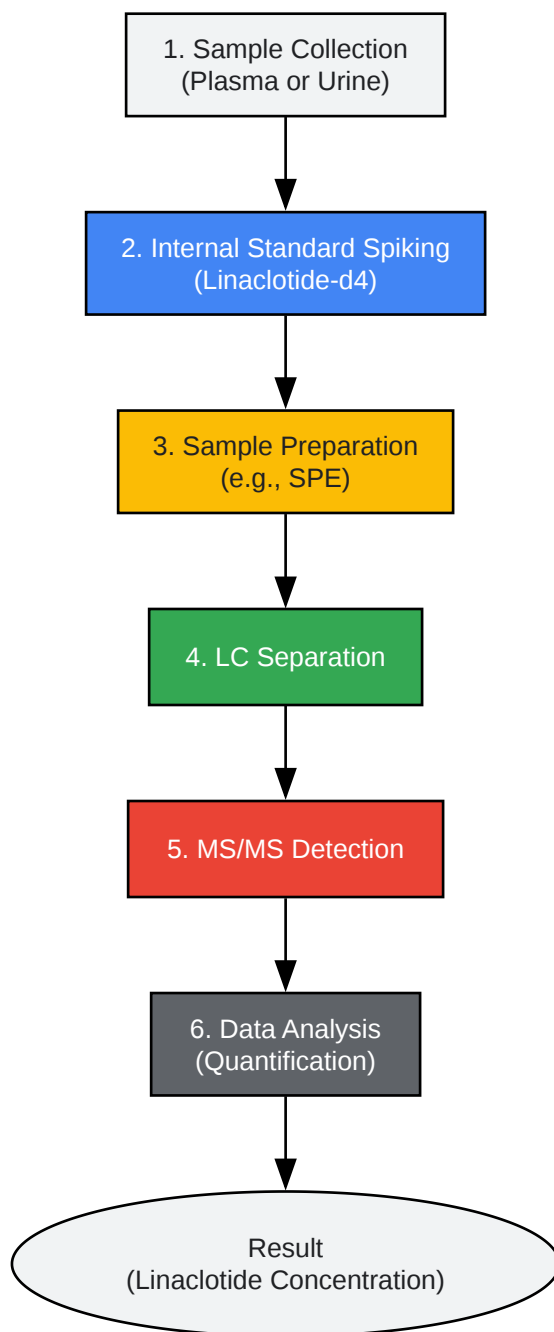 1. Sample Collection
(Plasma or Urine)
2. Internal Standard Spiking
(Linaclotide-d4)
3. Sample Preparation
(e.g., SPE)
4. LC Separation
5. MS/MS Detection
6. Data Analysis
(Quantification)
Result
(Linaclotide Concentration)